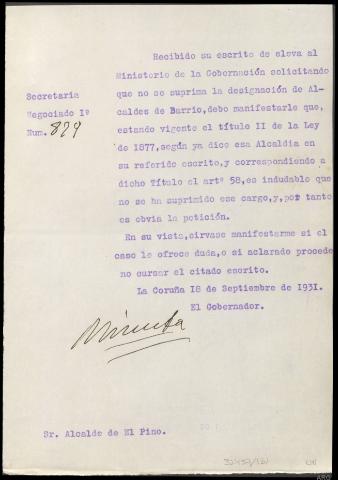 Recibido su escrito de eleva al
Ministerio de la Gobernación solicitando
que no se suprima la designación de Al-
caldes de Barrio,debo manifestarle que,
estando vigente el título II de la Ley
de 1877,según ya dice esa Alcaldía en
su referido escrito,y correspondiendo a
dicho Título el artº 58,es indudable que
no se ha suprimido ese cargo,y,por tanto
es obvia la petición.
En su vista,sírvase manifestarme si el
caso le ofrece duda,o si aclarado procede
no cursar el citado escrito.
La Coruña 18 de Septiembre de 1931.
El Gobernador.
Secretaría
Negociado 1º
Num. 829
Sr. Alcalde de El Pino.